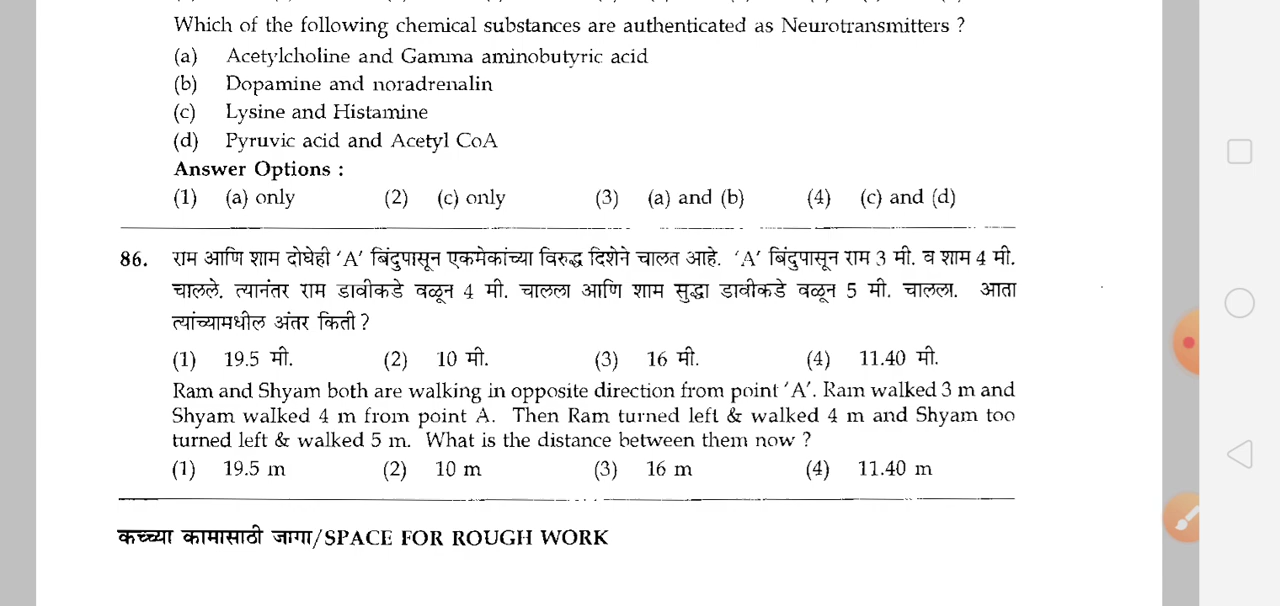 Which of the following chemical substances are authenticated as Neurotransmitters ?
(a) Acetylcholine and Gamma aminobutyric acid
(b) Dopamine and noradrenalin
(c) Lysine and Histamine
(d) Pyruvic acid and Acetyl CoA
Answer Options :
(1) (a) only (2) (c) only (3) (a) and (b) (4) (c) and (d)
86. राम आणि शाम दोघेही ‘A’ बिंदुपासून एकमेकांच्या विरुद्ध दिशेने चालत आहे. ‘A’ बिंदुपासून राम 3 मी. व शाम 4 मी.
चालले. त्यानंतर राम डावीकडे वळून 4 मी. चालला आणि शाम सुद्धा डावीकडे वळून 5 मी. चालला. आता
त्यांच्यामधील अंतर किती ?
(1) 19.5 मी. (2) 10 मी. (3) 16 मी. (4) 11.40 मी.
Ram and Shyam both are walking in opposite direction from point ‘A’. Ram walked 3 m and
Shyam walked 4 m from point A. Then Ram turned left & walked 4 m and Shyam too
turned left & walked 5 m. What is the distance between them now ?
(1) 19.5 m (2) 10 m (3) 16 m (4) 11.40 m
कच्च्या कामासाठी जागा/SPACE FOR ROUGH WORK